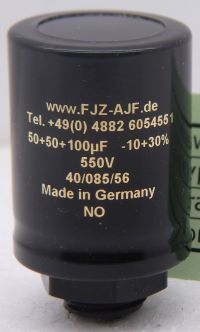 www.FJZ-AJF.de
Tel. +49(0) 4882 6054551
50+50+100µF -10+30%
550V
40/085/56
Made in Germany
NO